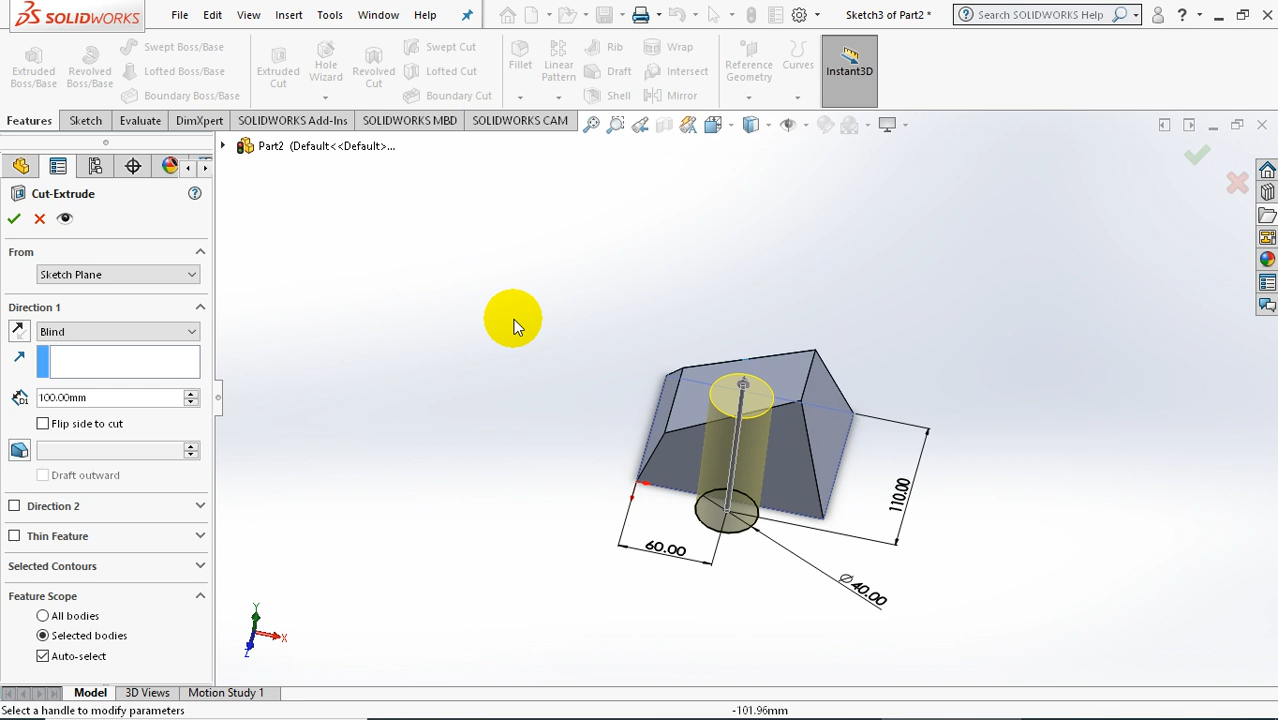 SOLIDWORKS
File Edit View Insert Tools Window Help
Sketch3 of Part2 *
Search SOLIDWORKS Help
?
Extruded Boss/Base
Revolved Boss/Base
Swept Boss/Base
Lofted Boss/Base
Boundary Boss/Base
Extruded Cut
Hole Wizard
Revolved Cut
Swept Cut
Lofted Cut
Boundary Cut
Fillet
Linear Pattern
Rib
Draft
Shell
Wrap
Intersect
Mirror
Reference Geometry
Curves
Instant3D
Features Sketch Evaluate DimXpert SOLIDWORKS Add-Ins SOLIDWORKS MBD SOLIDWORKS CAM
Part2 (Default<<Default>...
Cut-Extrude
?
From
Sketch Plane
Direction 1
Blind
D1
100.00mm
Flip side to cut
Draft outward
Direction 2
Thin Feature
Selected Contours
Feature Scope
All bodies
Selected bodies
Auto-select
110.00
60.00
Ø40.00
Y
X
Z
Model 3D Views Motion Study 1
Select a handle to modify parameters
-101.96mm